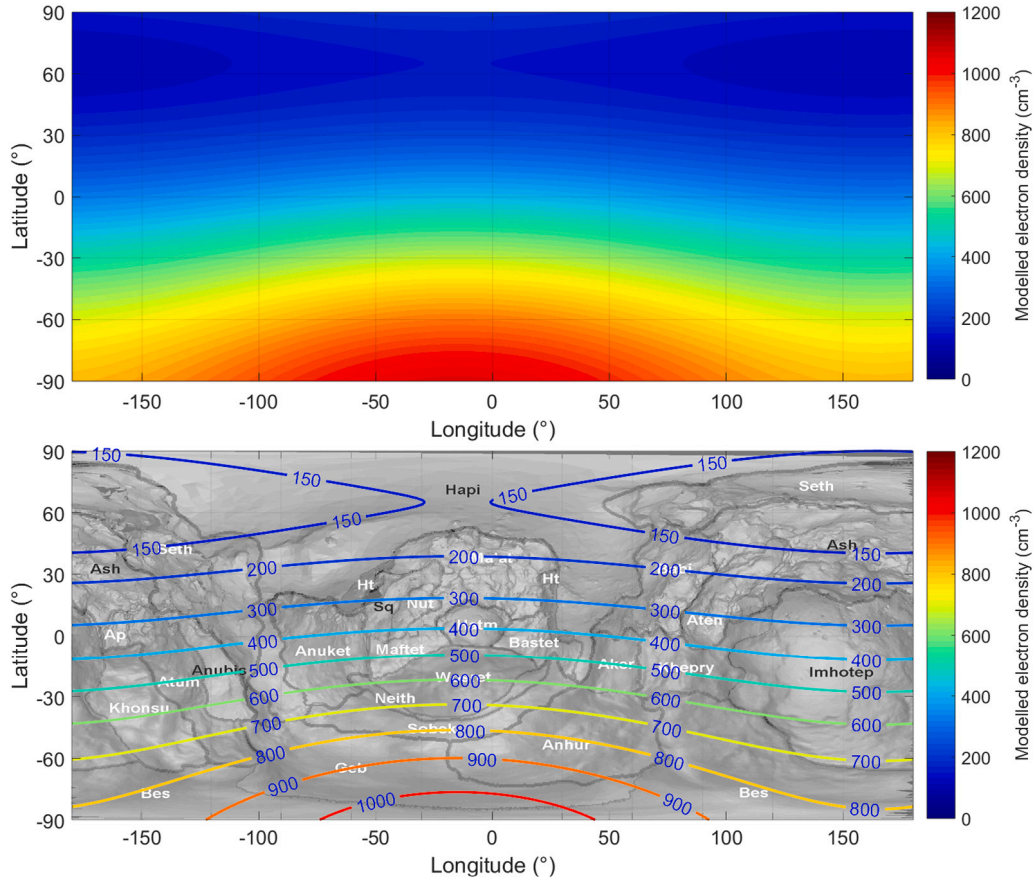 90
60
30
0
-30
-60
-90
Latitude (°)
-150 -100 -50 0 50 100 150
Longitude (°)
1200
1000
800
600
400
200
0
Modelled electron density (cm-3)
90
60
30
0
-30
-60
-90
Latitude (°)
150 150 150
Hapi Seth
150 150
150 Seth Ash 150
Ash 200 200 200 200
Ht Ht
Sq Nut
300 300 300 300
Aten
Ap 400 400 400 400
Anuket Maftet Bastet
Anubis 500 500 Aker 500 Imhotep
Atum 600 600 600 500
Khonsu Neith 600
700 700 700 700
800 Sobek 800 Anhur 800
Geb 900
Bes 900 1000 900 Bes 800
-150 -100 -50 0 50 100 150
Longitude (°)
1200
1000
800
600
400
200
0
Modelled electron density (cm-3)